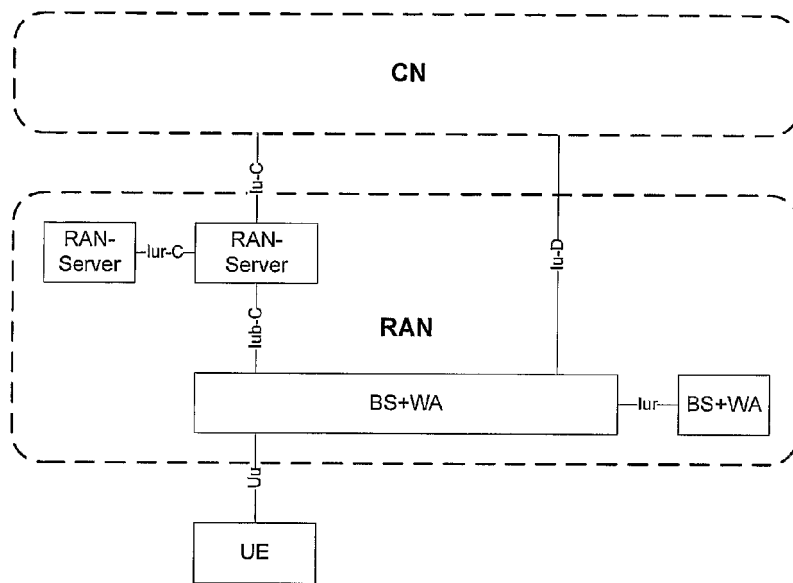 CN
Iu-C
RAN-
Server
Iur-C
RAN-
Server
Iu-D
Iub-C
RAN
BS+WA
Iur
BS+WA
Uu
UE